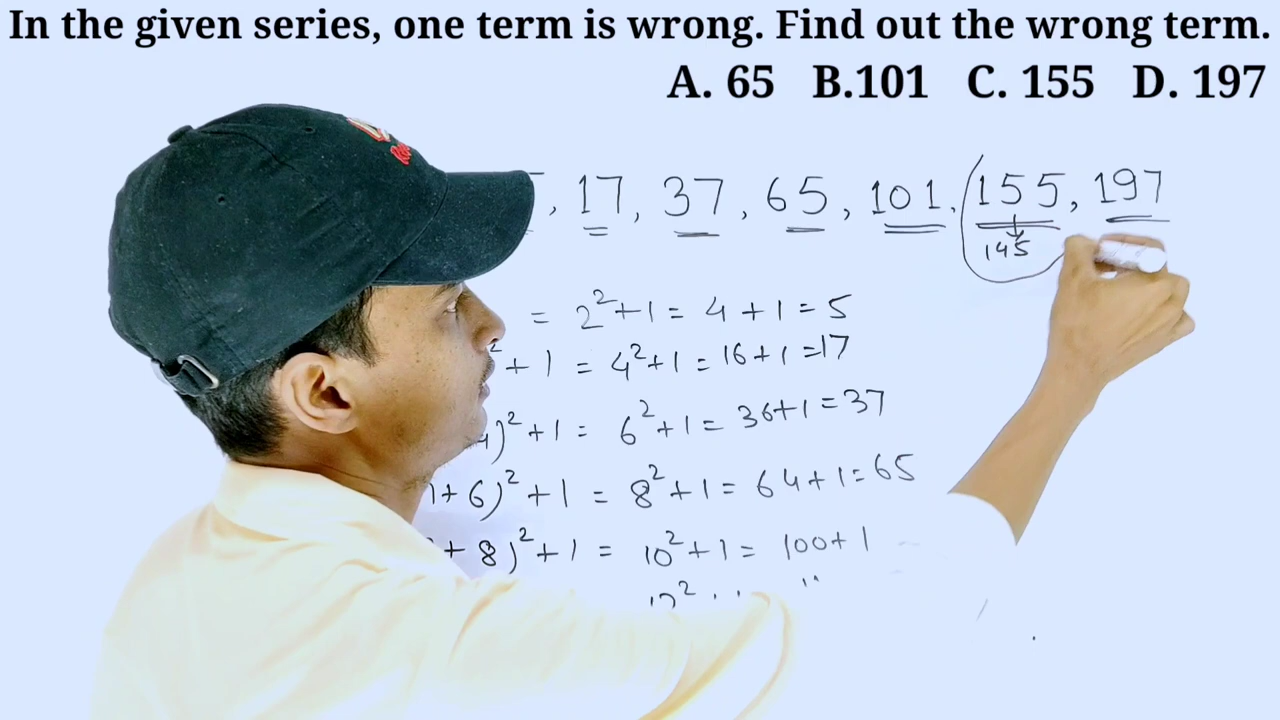 In the given series, one term is wrong. Find out the wrong term.
A. 65 B.101 C. 155 D. 197
, 17, 37, 65, 101, 155, 197
145
= 2²+1 = 4+1 = 5
² + 1 = 4²+1 = 16+1 = 17
4)²+1 = 6²+1 = 36+1 = 37
+ 6)² + 1 = 8²+1 = 64+1 = 65
+ 8)²+1 = 10²+1 = 100+1